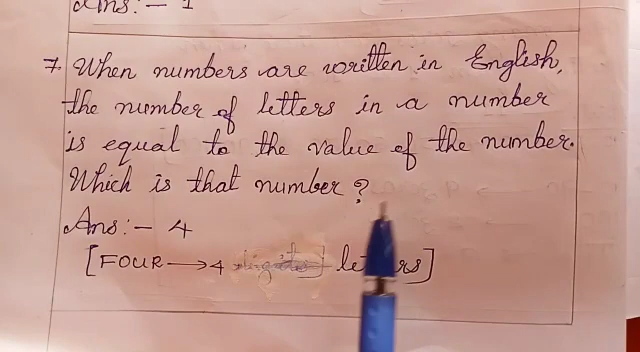 Ans:- 1
7. When numbers are written in English,
the number of letters in a number
is equal to the value of the number.
Which is that number?
Ans:- 4
[FOUR → 4 letters]